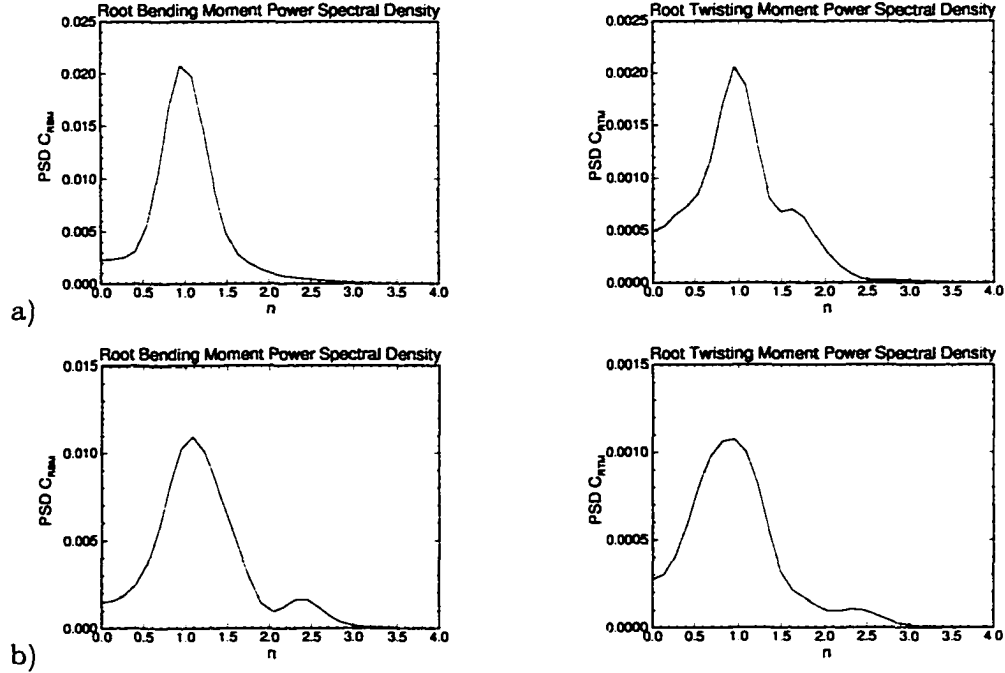 Root Bending Moment Power Spectral Density
0.025
0.020
0.015
0.010
0.005
0.000
PSD C_RBM
0.0 0.5 1.0 1.5 2.0 2.5 3.0 3.5 4.0
n
Root Twisting Moment Power Spectral Density
0.0025
0.0020
0.0015
0.0010
0.0005
0.0000
PSD C_RTM
0.0 0.5 1.0 1.5 2.0 2.5 3.0 3.5 4.0
n
a)
Root Bending Moment Power Spectral Density
0.015
0.010
0.005
0.000
PSD C_RBM
0.0 0.5 1.0 1.5 2.0 2.5 3.0 3.5 4.0
n
Root Twisting Moment Power Spectral Density
0.0015
0.0010
0.0005
0.0000
PSD C_RTM
0.0 0.5 1.0 1.5 2.0 2.5 3.0 3.5 4.0
n
b)